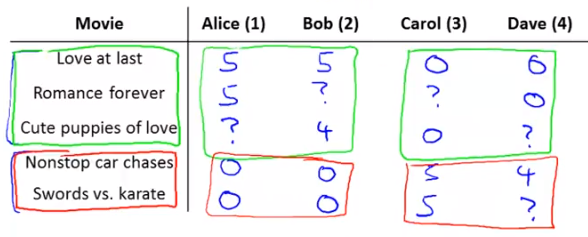 Movie Alice (1) Bob (2) Carol (3) Dave (4)
Love at last 5 5 0 0
Romance forever 5 ? ? 0
Cute puppies of love ? 4 0 ?
Nonstop car chases 0 0 5 4
Swords vs. karate 0 0 5 ?